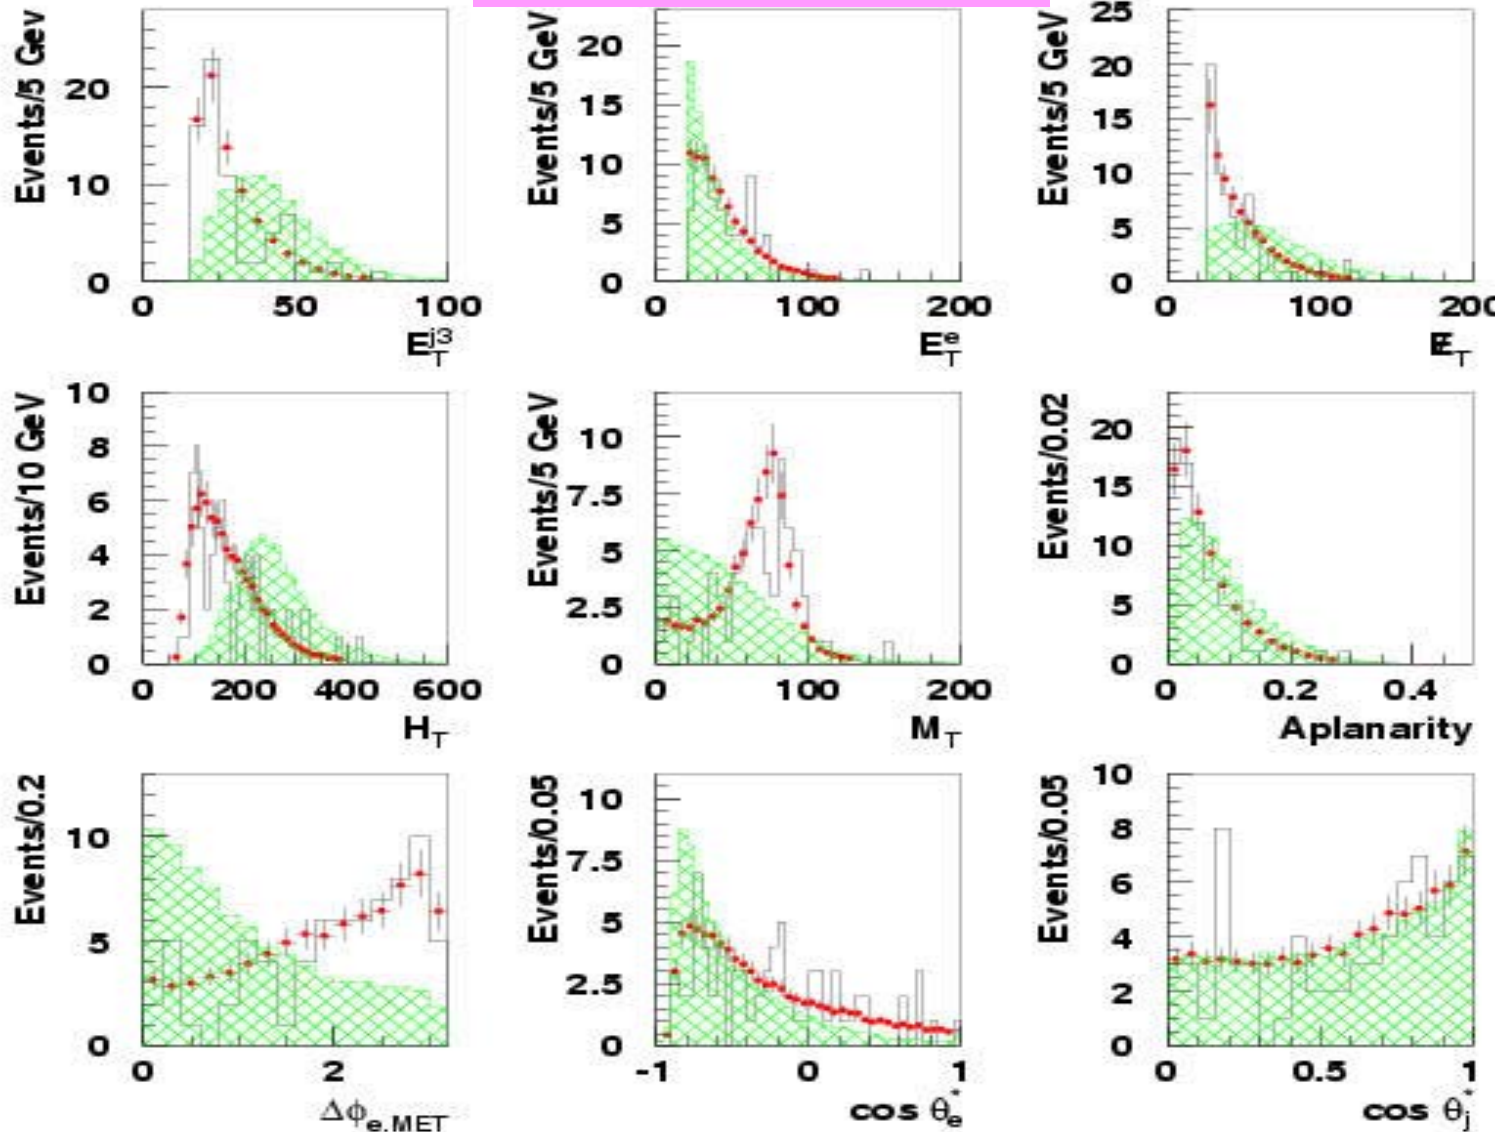 Events/5 Gev
20
10
0
0 50 100
E_T^{j3}
Events/5 GeV
20
15
10
5
0
0 100 200
E_T^e
Events/5 GeV
25
20
15
10
5
0
0 100 200
E̸_T
Events/10 GeV
10
8
6
4
2
0
0 200 400 600
H_T
Events/5 GeV
10
7.5
5
2.5
0
0 100 200
M_T
Events/0.02
20
15
10
5
0
0 0.2 0.4
Aplanarity
Events/0.2
10
5
0
0 2
Δϕ_{e,MET}
Events/0.05
10
7.5
5
2.5
0
-1 0 1
cos θ_e^*
Events/0.05
10
8
6
4
2
0
0 0.5 1
cos θ_j^*